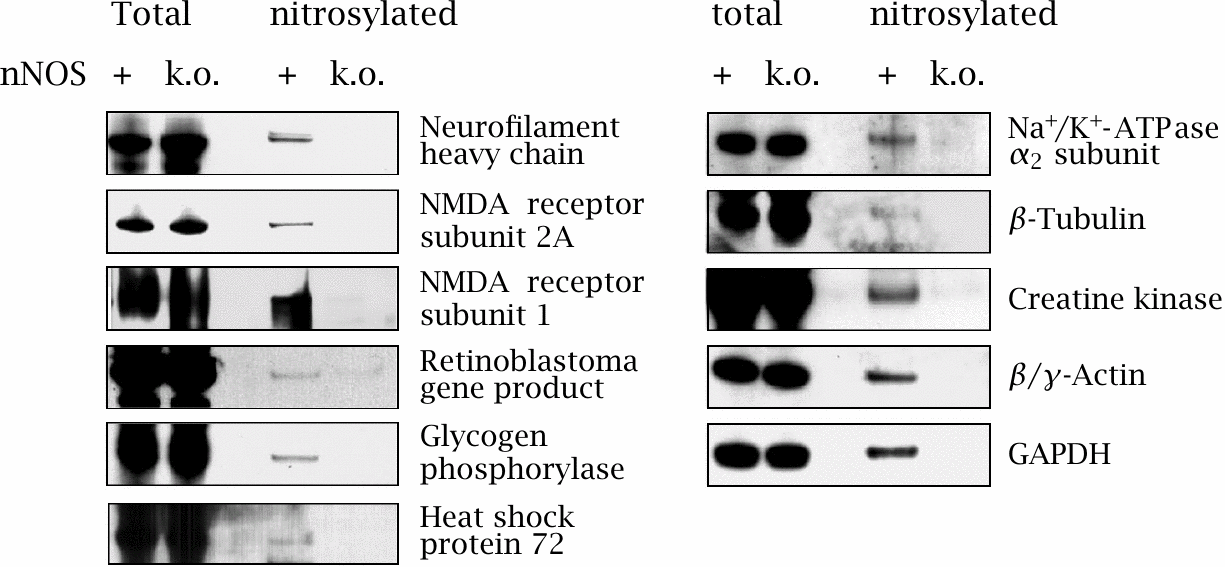 Total nitrosylated
nNOS + k.o. + k.o.
Neurofilament
heavy chain
NMDA receptor
subunit 2A
NMDA receptor
subunit 1
Retinoblastoma
gene product
Glycogen
phosphorylase
Heat shock
protein 72
total nitrosylated
+ k.o. + k.o.
Na⁺/K⁺-ATPase
α₂ subunit
β-Tubulin
Creatine kinase
β/γ-Actin
GAPDH